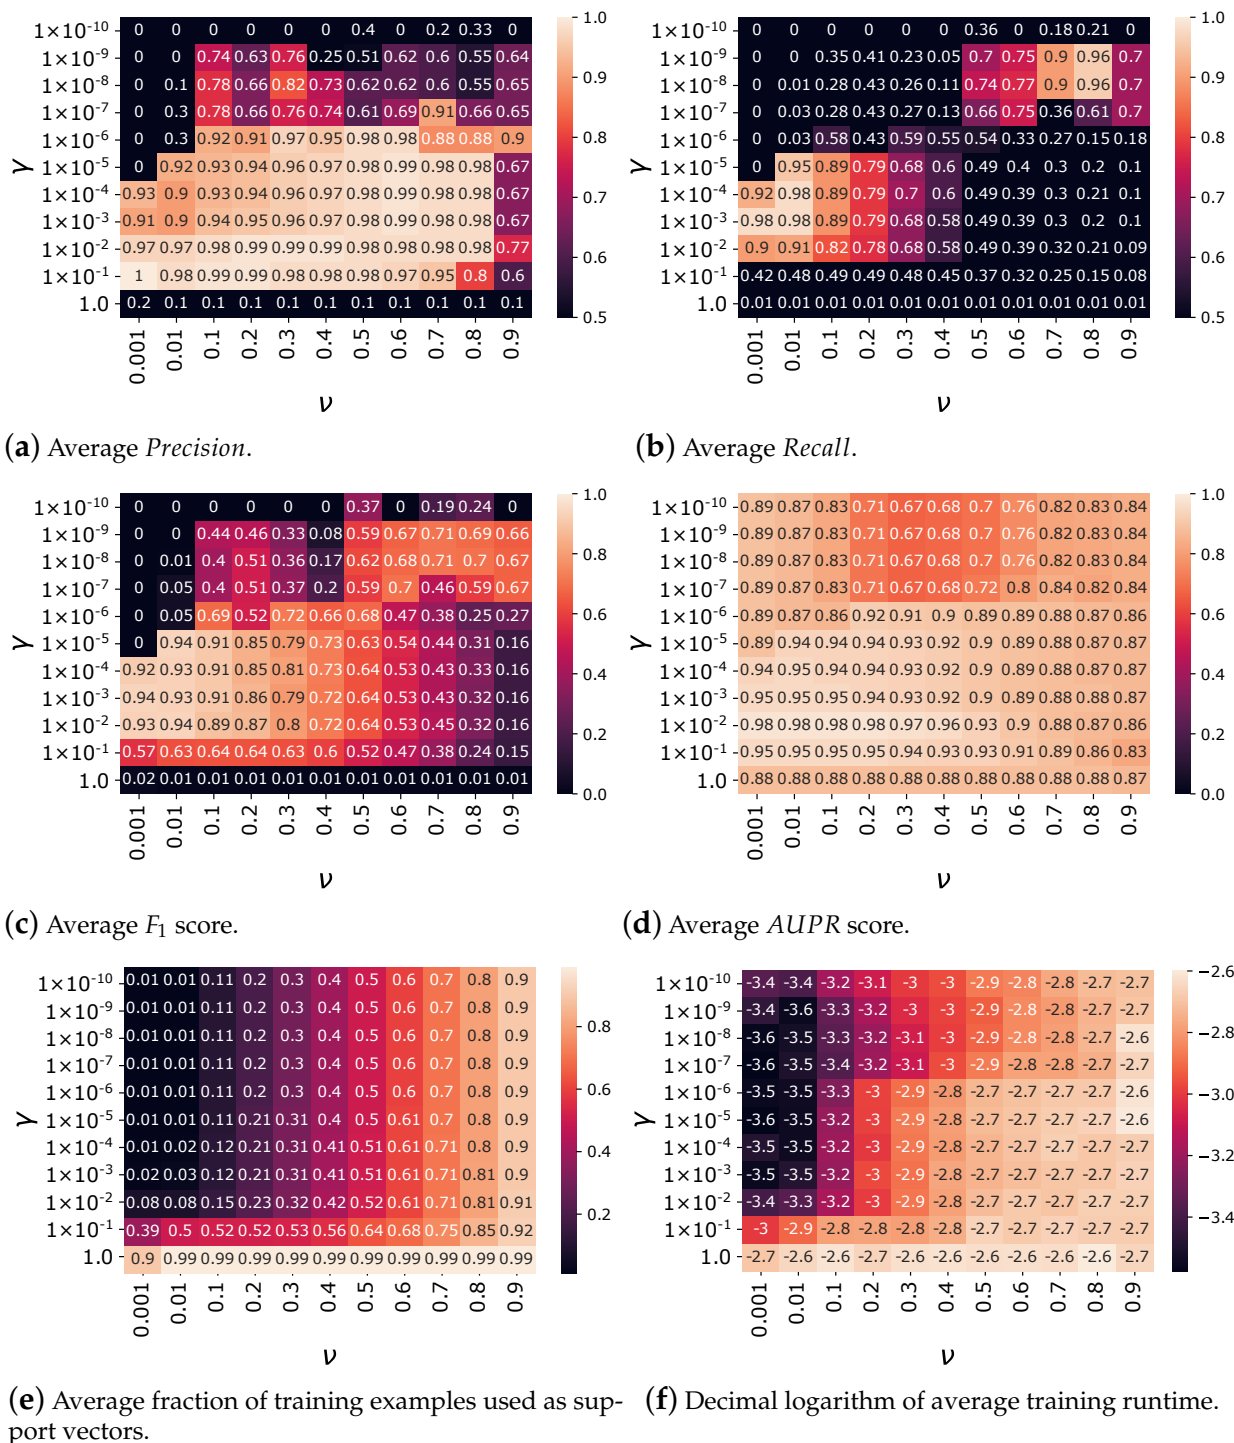 1×10⁻¹⁰ 0 0 0 0 0 0 0.4 0 0.2 0.33 0
1×10⁻⁹ 0 0 0.74 0.63 0.76 0.25 0.51 0.62 0.6 0.55 0.64
1×10⁻⁸ 0 0.1 0.78 0.66 0.82 0.73 0.62 0.62 0.6 0.55 0.65
1×10⁻⁷ 0 0.3 0.78 0.66 0.76 0.74 0.61 0.69 0.91 0.66 0.65
1×10⁻⁶ 0 0.3 0.92 0.91 0.97 0.95 0.98 0.98 0.88 0.88 0.9
1×10⁻⁵ 0 0.92 0.93 0.94 0.96 0.97 0.98 0.99 0.98 0.98 0.67
1×10⁻⁴ 0.93 0.9 0.93 0.94 0.96 0.97 0.98 0.99 0.98 0.98 0.67
1×10⁻³ 0.91 0.9 0.94 0.95 0.96 0.97 0.98 0.99 0.98 0.98 0.67
1×10⁻² 0.97 0.97 0.98 0.99 0.99 0.99 0.98 0.98 0.98 0.98 0.77
1×10⁻¹ 1 0.98 0.99 0.99 0.98 0.98 0.98 0.97 0.95 0.8 0.6
1.0 0.2 0.1 0.1 0.1 0.1 0.1 0.1 0.1 0.1 0.1 0.1
γ
0.001 0.01 0.1 0.2 0.3 0.4 0.5 0.6 0.7 0.8 0.9
ν
1.0
0.9
0.8
0.7
0.6
0.5
(a) Average Precision.
0 0 0 0 0 0 0.36 0 0.18 0.21 0
1×10⁻¹⁰
0 0 0.35 0.41 0.23 0.05 0.7 0.75 0.9 0.96 0.7
1×10⁻⁹
0 0.01 0.28 0.43 0.26 0.11 0.74 0.77 0.9 0.96 0.7
1×10⁻⁸
0 0.03 0.28 0.43 0.27 0.13 0.66 0.75 0.36 0.61 0.7
1×10⁻⁷
0 0.03 0.58 0.43 0.59 0.55 0.54 0.33 0.27 0.15 0.18
1×10⁻⁶
0 0.95 0.89 0.79 0.68 0.6 0.49 0.4 0.3 0.2 0.1
1×10⁻⁵
0.92 0.98 0.89 0.79 0.7 0.6 0.49 0.39 0.3 0.21 0.1
1×10⁻⁴
0.98 0.98 0.89 0.79 0.68 0.58 0.49 0.39 0.3 0.2 0.1
1×10⁻³
0.9 0.91 0.82 0.78 0.68 0.58 0.49 0.39 0.32 0.21 0.09
1×10⁻²
0.42 0.48 0.49 0.49 0.48 0.45 0.37 0.32 0.25 0.15 0.08
1×10⁻¹
0.01 0.01 0.01 0.01 0.01 0.01 0.01 0.01 0.01 0.01 0.01
1.0
γ
0.001 0.01 0.1 0.2 0.3 0.4 0.5 0.6 0.7 0.8 0.9
ν
1.0
0.9
0.8
0.7
0.6
0.5
(b) Average Recall.
1×10⁻¹⁰ 0 0 0 0 0 0 0.37 0 0.19 0.24 0
1×10⁻⁹ 0 0 0.44 0.46 0.33 0.08 0.59 0.67 0.71 0.69 0.66
1×10⁻⁸ 0 0.01 0.4 0.51 0.36 0.17 0.62 0.68 0.71 0.7 0.67
1×10⁻⁷ 0 0.05 0.4 0.51 0.37 0.2 0.59 0.7 0.46 0.59 0.67
1×10⁻⁶ 0 0.05 0.69 0.52 0.72 0.66 0.68 0.47 0.38 0.25 0.27
1×10⁻⁵ 0 0.94 0.91 0.85 0.79 0.73 0.63 0.54 0.44 0.31 0.16
1×10⁻⁴ 0.92 0.93 0.91 0.85 0.81 0.73 0.64 0.53 0.43 0.33 0.16
1×10⁻³ 0.94 0.93 0.91 0.86 0.79 0.72 0.64 0.53 0.43 0.32 0.16
1×10⁻² 0.93 0.94 0.89 0.87 0.8 0.72 0.64 0.53 0.45 0.32 0.16
1×10⁻¹ 0.57 0.63 0.64 0.64 0.63 0.6 0.52 0.47 0.38 0.24 0.15
1.0 0.02 0.01 0.01 0.01 0.01 0.01 0.01 0.01 0.01 0.01 0.01
γ
0.001 0.01 0.1 0.2 0.3 0.4 0.5 0.6 0.7 0.8 0.9
ν
1.0
0.8
0.6
0.4
0.2
0.0
(c) Average F₁ score.
1×10⁻¹⁰ 0.89 0.87 0.83 0.71 0.67 0.68 0.7 0.76 0.82 0.83 0.84
1×10⁻⁹ 0.89 0.87 0.83 0.71 0.67 0.68 0.7 0.76 0.82 0.83 0.84
1×10⁻⁸ 0.89 0.87 0.83 0.71 0.67 0.68 0.7 0.76 0.82 0.83 0.84
1×10⁻⁷ 0.89 0.87 0.83 0.71 0.67 0.68 0.72 0.8 0.84 0.82 0.84
1×10⁻⁶ 0.89 0.87 0.86 0.92 0.91 0.9 0.89 0.89 0.88 0.87 0.86
1×10⁻⁵ 0.89 0.94 0.94 0.94 0.93 0.92 0.9 0.89 0.88 0.87 0.87
1×10⁻⁴ 0.94 0.95 0.94 0.94 0.93 0.92 0.9 0.89 0.88 0.87 0.87
1×10⁻³ 0.95 0.95 0.95 0.94 0.93 0.92 0.9 0.89 0.88 0.88 0.87
1×10⁻² 0.98 0.98 0.98 0.98 0.97 0.96 0.93 0.9 0.88 0.87 0.86
1×10⁻¹ 0.95 0.95 0.95 0.95 0.94 0.93 0.93 0.91 0.89 0.86 0.83
1.0 0.88 0.88 0.88 0.88 0.88 0.88 0.88 0.88 0.88 0.88 0.87
γ
0.001 0.01 0.1 0.2 0.3 0.4 0.5 0.6 0.7 0.8 0.9
ν
1.0
0.8
0.6
0.4
0.2
0.0
(d) Average AUPR score.
1×10⁻¹⁰ 0.01 0.01 0.11 0.2 0.3 0.4 0.5 0.6 0.7 0.8 0.9
1×10⁻⁹ 0.01 0.01 0.11 0.2 0.3 0.4 0.5 0.6 0.7 0.8 0.9
1×10⁻⁸ 0.01 0.01 0.11 0.2 0.3 0.4 0.5 0.6 0.7 0.8 0.9
1×10⁻⁷ 0.01 0.01 0.11 0.2 0.3 0.4 0.5 0.6 0.7 0.8 0.9
1×10⁻⁶ 0.01 0.01 0.11 0.2 0.3 0.4 0.5 0.6 0.7 0.8 0.9
1×10⁻⁵ 0.01 0.01 0.12 0.21 0.31 0.4 0.5 0.61 0.7 0.8 0.9
1×10⁻⁴ 0.01 0.02 0.12 0.21 0.31 0.41 0.51 0.61 0.71 0.8 0.9
1×10⁻³ 0.02 0.03 0.12 0.21 0.31 0.41 0.51 0.61 0.71 0.81 0.9
1×10⁻² 0.08 0.08 0.15 0.23 0.32 0.42 0.52 0.61 0.71 0.81 0.91
1×10⁻¹ 0.39 0.5 0.52 0.52 0.53 0.56 0.64 0.68 0.75 0.85 0.92
1.0 0.9 0.99 0.99 0.99 0.99 0.99 0.99 0.99 0.99 0.99 0.99
γ
0.001 0.01 0.1 0.2 0.3 0.4 0.5 0.6 0.7 0.8 0.9
ν
0.8
0.6
0.4
0.2
(e) Average fraction of training examples used as sup-
port vectors.
1×10⁻¹⁰ -3.4 -3.4 -3.2 -3.1 -3 -3 -2.9 -2.8 -2.8 -2.7 -2.7
1×10⁻⁹ -3.4 -3.6 -3.3 -3.2 -3 -3 -2.9 -2.8 -2.8 -2.7 -2.7
1×10⁻⁸ -3.6 -3.5 -3.3 -3.2 -3.1 -3 -2.9 -2.8 -2.8 -2.7 -2.6
1×10⁻⁷ -3.6 -3.5 -3.4 -3.2 -3.1 -3 -2.9 -2.8 -2.8 -2.7 -2.7
1×10⁻⁶ -3.5 -3.5 -3.3 -3 -2.9 -2.8 -2.7 -2.7 -2.7 -2.7 -2.6
1×10⁻⁵ -3.6 -3.5 -3.2 -3 -2.9 -2.8 -2.7 -2.7 -2.7 -2.7 -2.6
1×10⁻⁴ -3.5 -3.5 -3.2 -3 -2.9 -2.8 -2.7 -2.7 -2.7 -2.7 -2.7
1×10⁻³ -3.5 -3.5 -3.2 -3 -2.9 -2.8 -2.7 -2.7 -2.7 -2.7 -2.7
1×10⁻² -3.4 -3.3 -3.2 -3 -2.9 -2.8 -2.7 -2.7 -2.7 -2.7 -2.7
1×10⁻¹ -3 -2.9 -2.8 -2.8 -2.8 -2.8 -2.7 -2.7 -2.7 -2.7 -2.7
1.0 -2.7 -2.6 -2.6 -2.7 -2.6 -2.6 -2.6 -2.6 -2.6 -2.6 -2.7
γ
0.001 0.01 0.1 0.2 0.3 0.4 0.5 0.6 0.7 0.8 0.9
ν
−2.6
−2.8
−3.0
−3.2
−3.4
(f) Decimal logarithm of average training runtime.